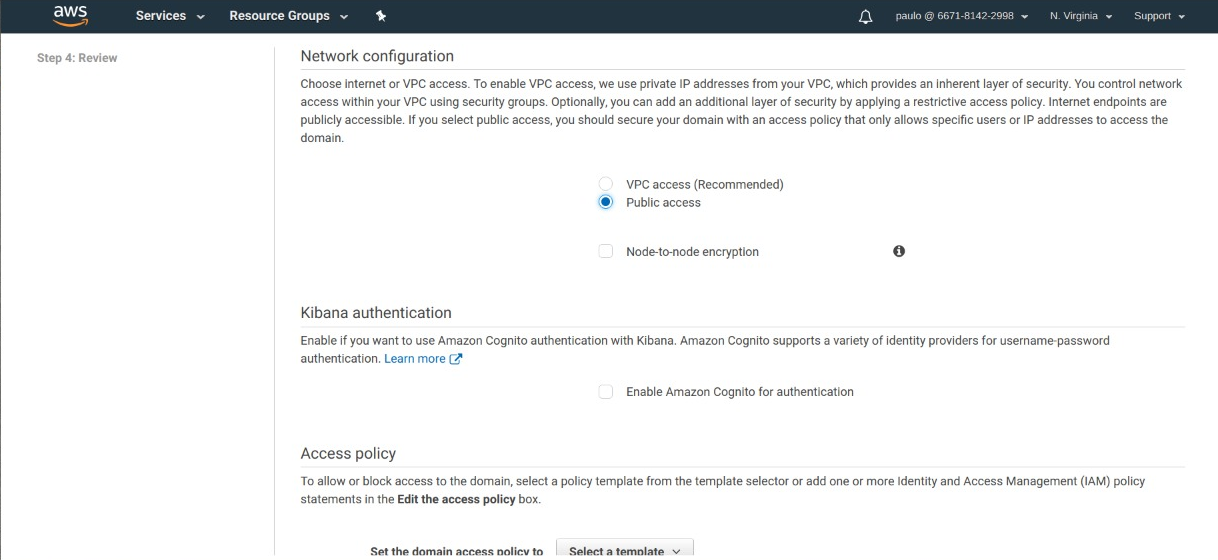 aws
Services Resource Groups paulo @ 6671-8142-2998 N. Virginia Support
Step 4: Review
Network configuration
Choose internet or VPC access. To enable VPC access, we use private IP addresses from your VPC, which provides an inherent layer of security. You control network
access within your VPC using security groups. Optionally, you can add an additional layer of security by applying a restrictive access policy. Internet endpoints are
publicly accessible. If you select public access, you should secure your domain with an access policy that only allows specific users or IP addresses to access the
domain.
VPC access (Recommended)
Public access
Node-to-node encryption
Kibana authentication
Enable if you want to use Amazon Cognito authentication with Kibana. Amazon Cognito supports a variety of identity providers for username-password
authentication. Learn more
Enable Amazon Cognito for authentication
Access policy
To allow or block access to the domain, select a policy template from the template selector or add one or more Identity and Access Management (IAM) policy
statements in the Edit the access policy box.
Set the domain access policy to Select a template